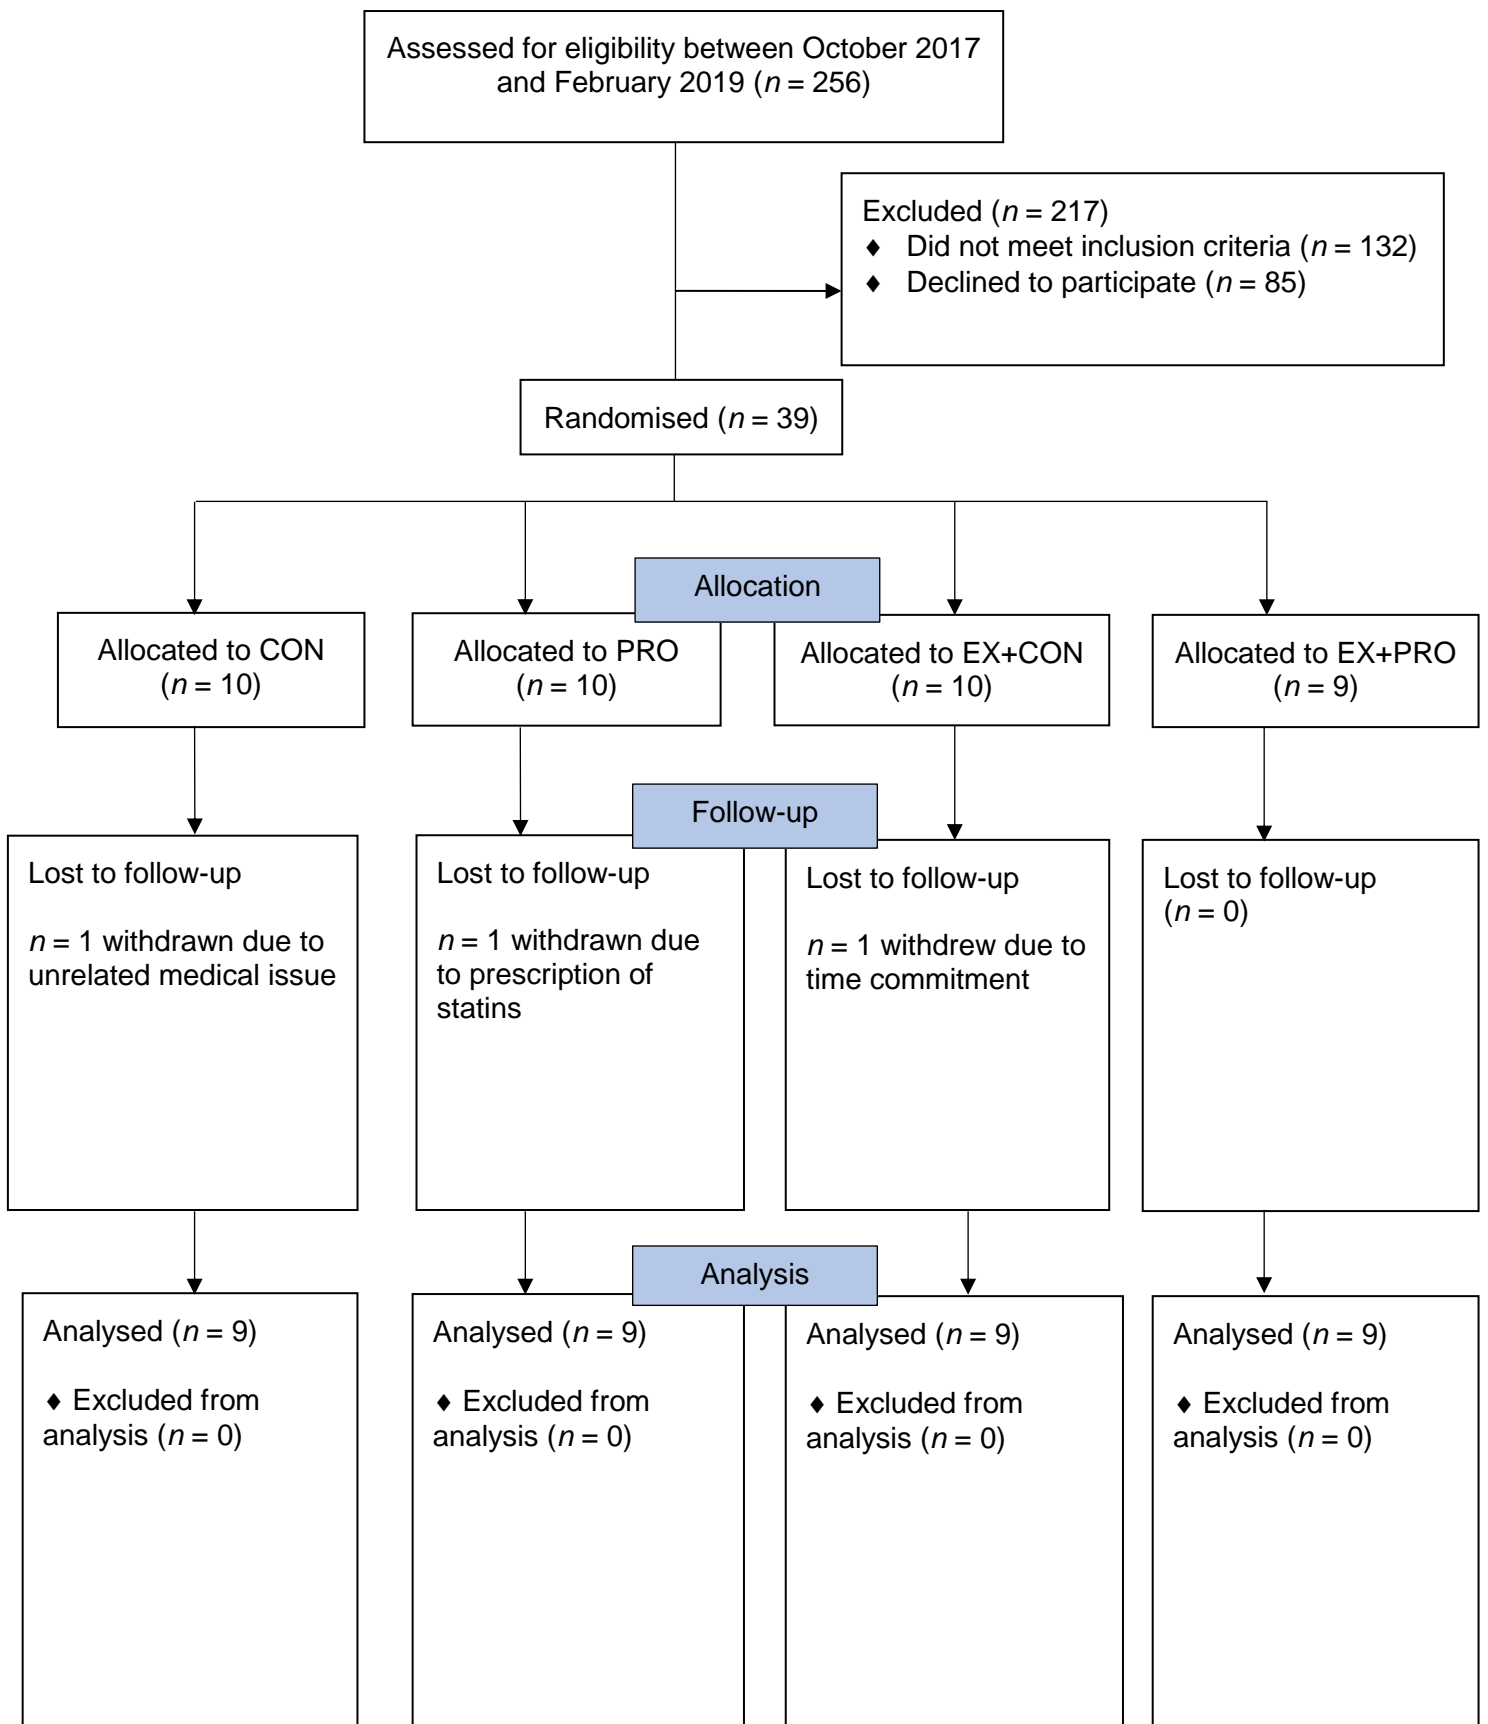 Assessed for eligibility between October 2017
and February 2019 (n = 256)
Excluded (n = 217)
♦ Did not meet inclusion criteria (n = 132)
♦ Declined to participate (n = 85)
Randomised (n = 39)
Allocation
Allocated to CON
(n = 10)
Allocated to PRO
(n = 10)
Allocated to EX+CON
(n = 10)
Allocated to EX+PRO
(n = 9)
Follow-up
Lost to follow-up
n = 1 withdrawn due to
unrelated medical issue
Lost to follow-up
n = 1 withdrawn due
to prescription of
statins
Lost to follow-up
n = 1 withdrew due to
time commitment
Lost to follow-up
(n = 0)
Analysis
Analysed (n = 9)
♦ Excluded from
analysis (n = 0)
Analysed (n = 9)
♦ Excluded from
analysis (n = 0)
Analysed (n = 9)
♦ Excluded from
analysis (n = 0)
Analysed (n = 9)
♦ Excluded from
analysis (n = 0)